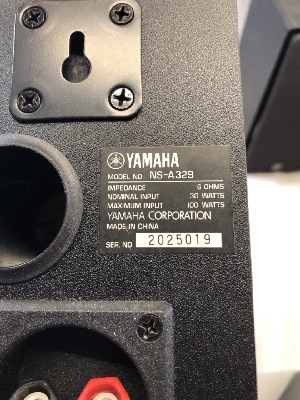 YAMAHA
MODEL NO NS-A329
IMPEDANCE 6 OHMS
NOMINAL INPUT 30 WATTS
MAXIMUM INPUT 100 WATTS
YAMAHA CORPORATION
MADE IN CHINA
SER. NO 2025019